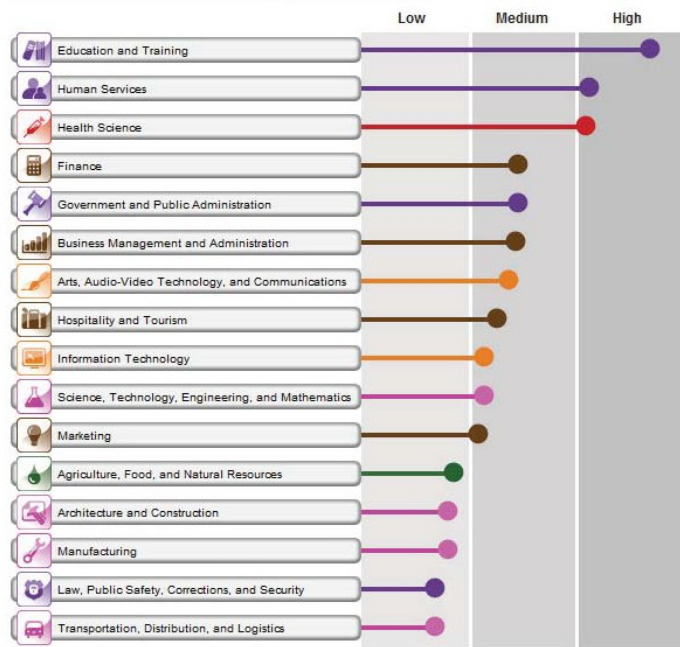 Low Medium High
Education and Training
Human Services
Health Science
Finance
Government and Public Administration
Business Management and Administration
Arts, Audio-Video Technology, and Communications
Hospitality and Tourism
Information Technology
Science, Technology, Engineering, and Mathematics
Marketing
Agriculture, Food, and Natural Resources
Architecture and Construction
Manufacturing
Law, Public Safety, Corrections, and Security
Transportation, Distribution, and Logistics